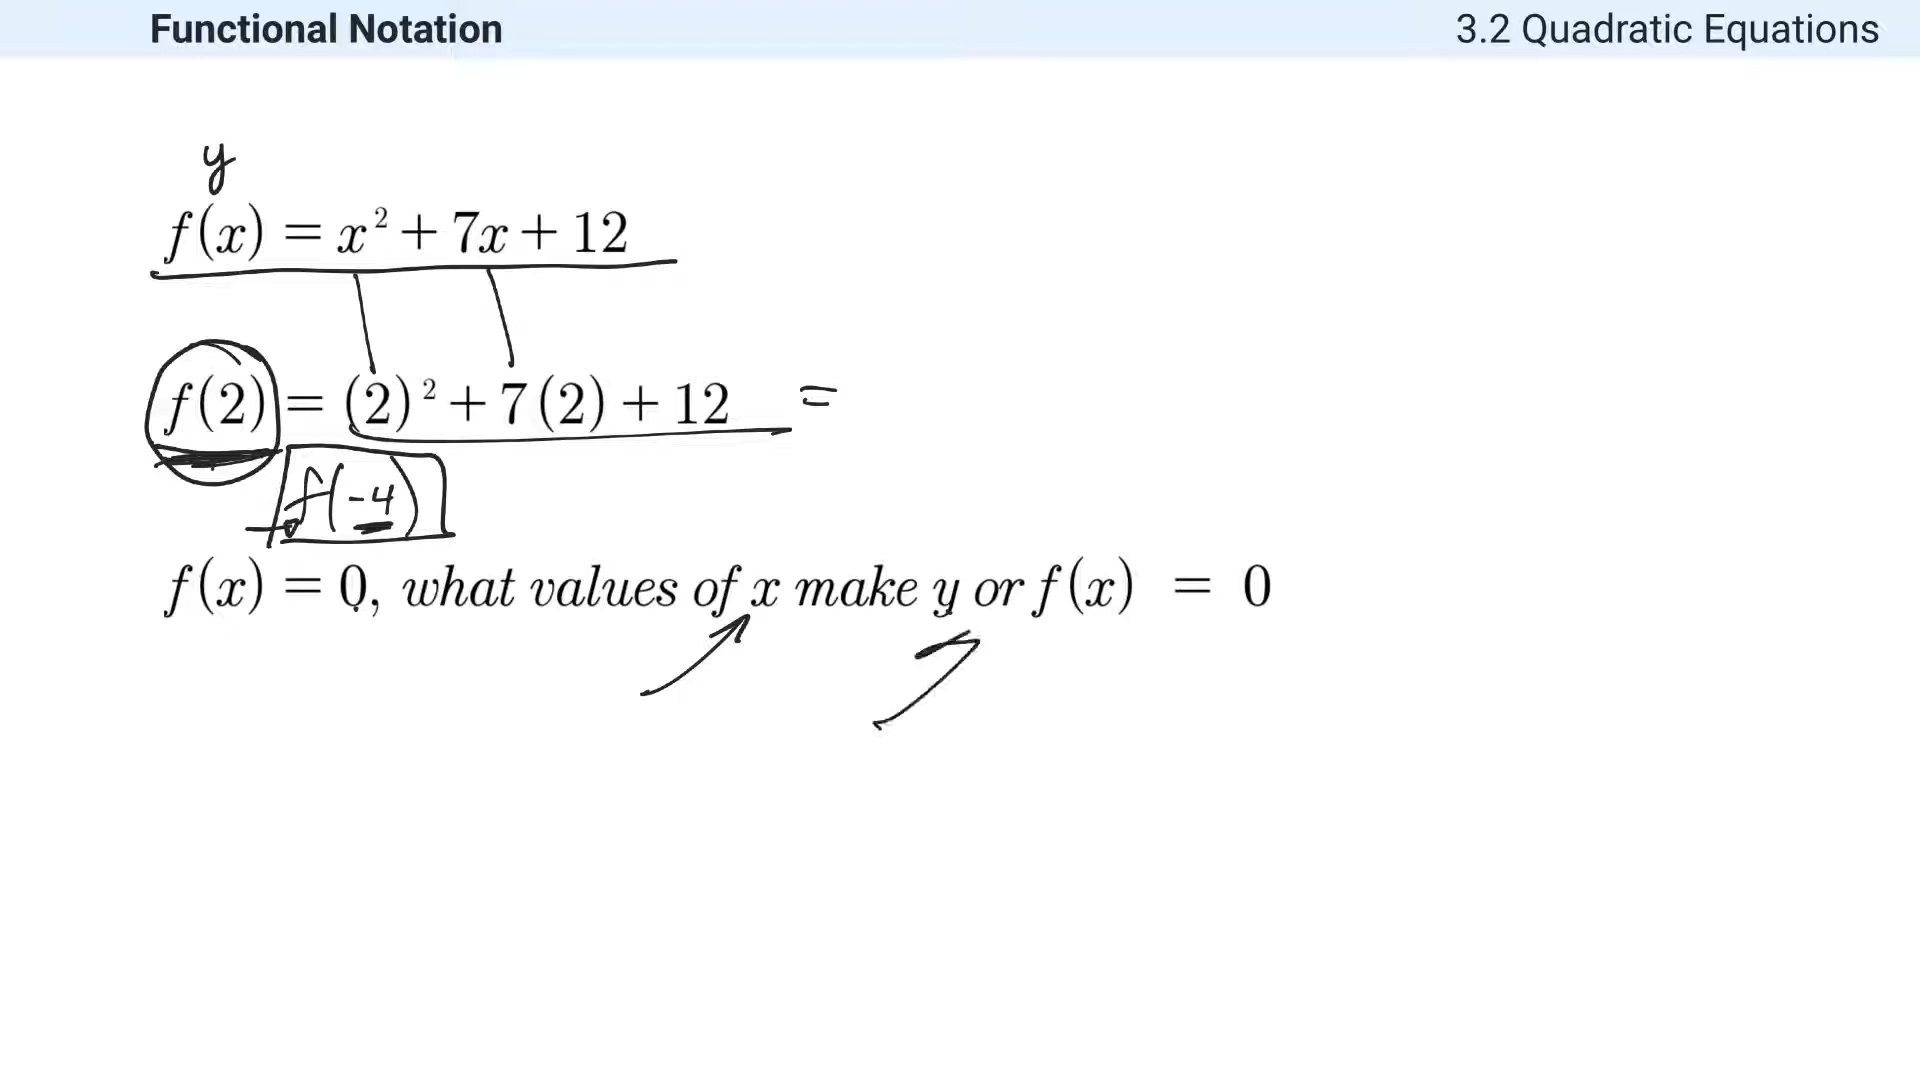 Functional Notation
3.2 Quadratic Equations
y
f(x) = x² + 7x + 12
f(2) = (2)² + 7(2) + 12 =
f(-4)
f(x) = 0, what values of x make y or f(x) = 0